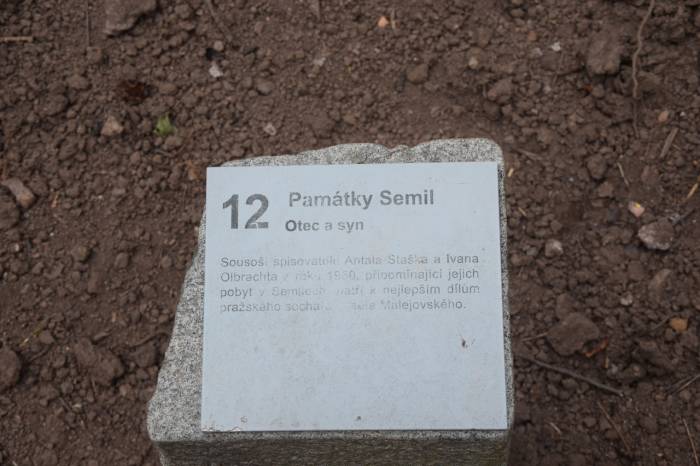 12 Památky Semil
Otec a syn
Sousoší spisovatelů Antala Staška a Ivana
Olbrachta z roku 1980, připomínající jejich
pobyt v Semilech, patří k nejlepším dílům
pražského sochaře Matějovského.